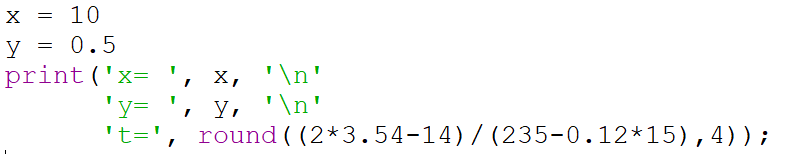 x = 10
y = 0.5
print('x= ', x, '\n'
      'y= ', y, '\n'
      't=', round((2*3.54-14)/(235-0.12*15),4));